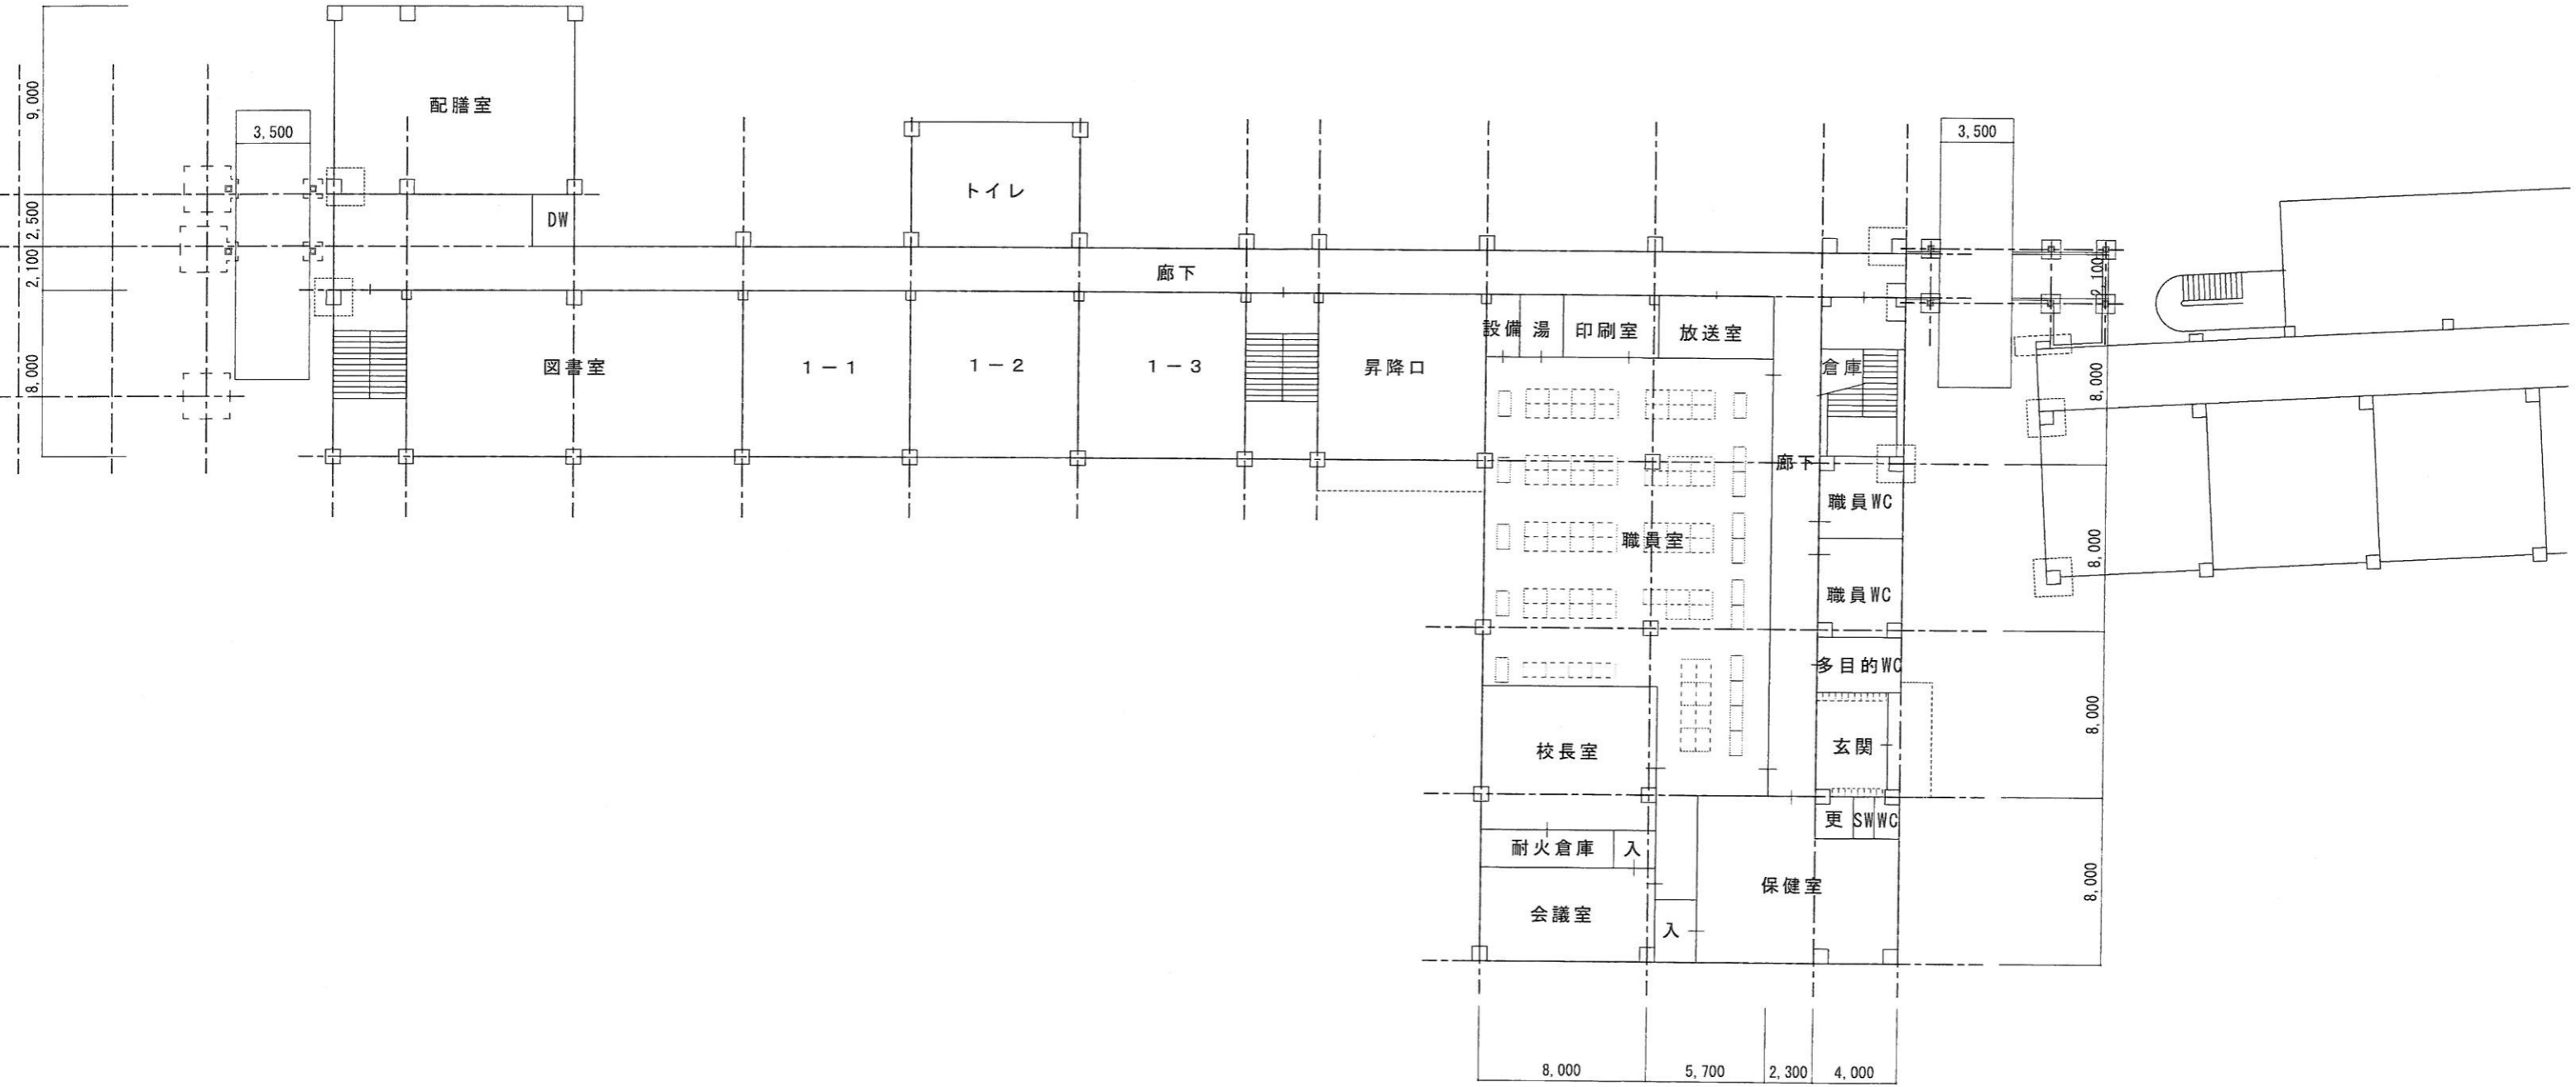 9,000
配膳室
3,500
3,500
トイレ
2,500
DW
2,100
廊下
2,100
設備
湯
印刷室
放送室
8,000
図書室
1－1
1－2
1－3
昇降口
倉庫
8,000
廊下
職員WC
職員室
8,000
職員WC
多目的WC
校長室
玄関
8,000
更
SW
WC
耐火倉庫
入
保健室
8,000
会議室
入
8,000
5,700
2,300
4,000